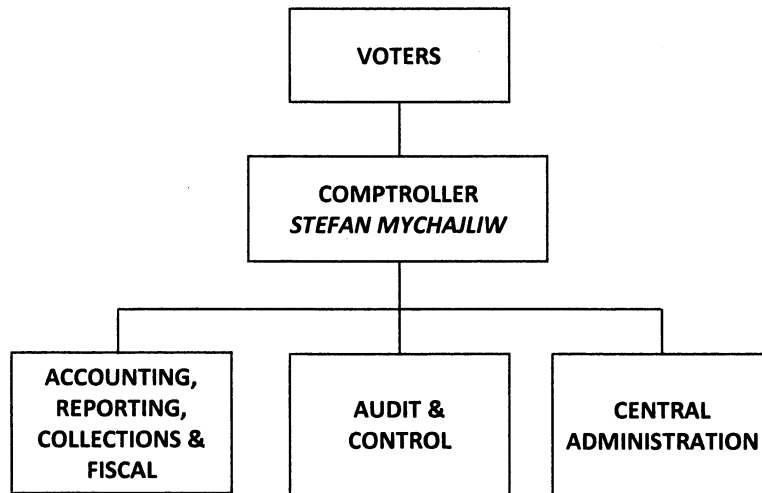 VOTERS
COMPTROLLER
STEFAN MYCHAJLIW
ACCOUNTING,
REPORTING,
COLLECTIONS &
FISCAL
AUDIT &
CONTROL
CENTRAL
ADMINISTRATION